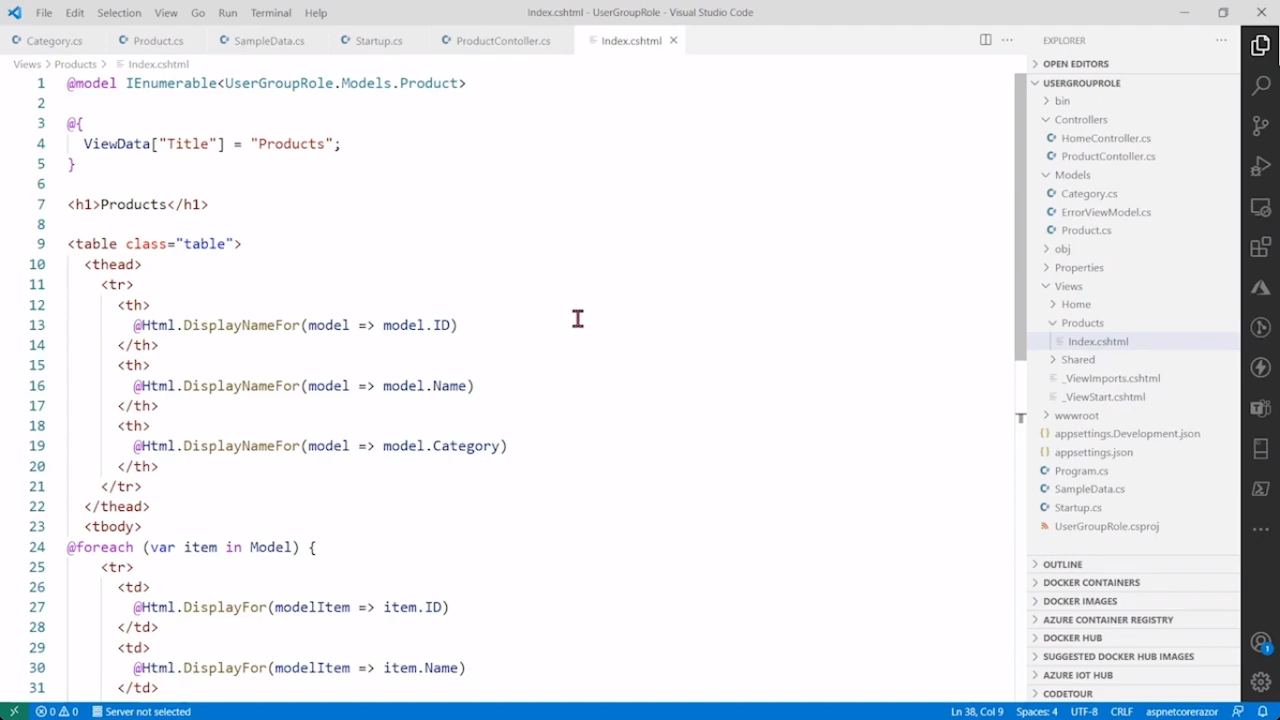 File Edit Selection View Go Run Terminal Help Index.cshtml - UserGroupRole - Visual Studio Code
Category.cs Product.cs SampleData.cs Startup.cs ProductContoller.cs Index.cshtml
Views > Products > Index.cshtml
1 @model IEnumerable<UserGroupRole.Models.Product>
2
3 @{
4 ViewData["Title"] = "Products";
5 }
6
7 <h1>Products</h1>
8
9 <table class="table">
10 <thead>
11 <tr>
12 <th>
13 @Html.DisplayNameFor(model => model.ID)
14 </th>
15 <th>
16 @Html.DisplayNameFor(model => model.Name)
17 </th>
18 <th>
19 @Html.DisplayNameFor(model => model.Category)
20 </th>
21 </tr>
22 </thead>
23 <tbody>
24 @foreach (var item in Model) {
25 <tr>
26 <td>
27 @Html.DisplayFor(modelItem => item.ID)
28 </td>
29 <td>
30 @Html.DisplayFor(modelItem => item.Name)
31 </td>
EXPLORER
OPEN EDITORS
USERGROUPROLE
bin
Controllers
HomeController.cs
ProductContoller.cs
Models
Category.cs
ErrorViewModel.cs
Product.cs
obj
Properties
Views
Home
Products
Index.cshtml
Shared
_ViewImports.cshtml
_ViewStart.cshtml
wwwroot
appsettings.Development.json
appsettings.json
Program.cs
SampleData.cs
Startup.cs
UserGroupRole.csproj
OUTLINE
DOCKER CONTAINERS
DOCKER IMAGES
AZURE CONTAINER REGISTRY
DOCKER HUB
SUGGESTED DOCKER HUB IMAGES
AZURE IOT HUB
CODETOUR
1
0 0 Server not selected Ln 38, Col 9 Spaces: 4 UTF-8 CRLF aspnetcorerazor